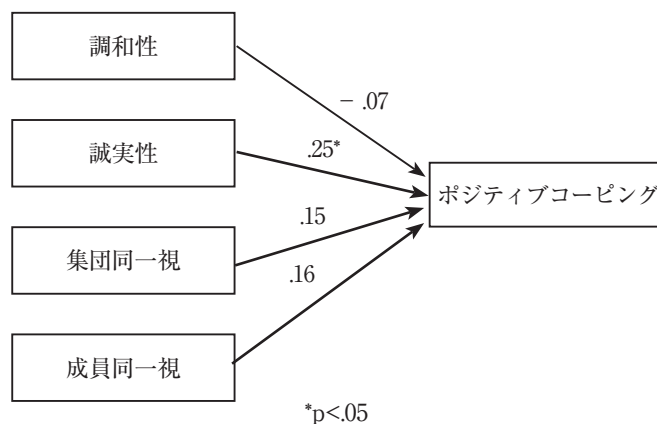 調和性
− .07
誠実性
.25*
ポジティブコーピング
.15
集団同一視
.16
成員同一視
*p<.05